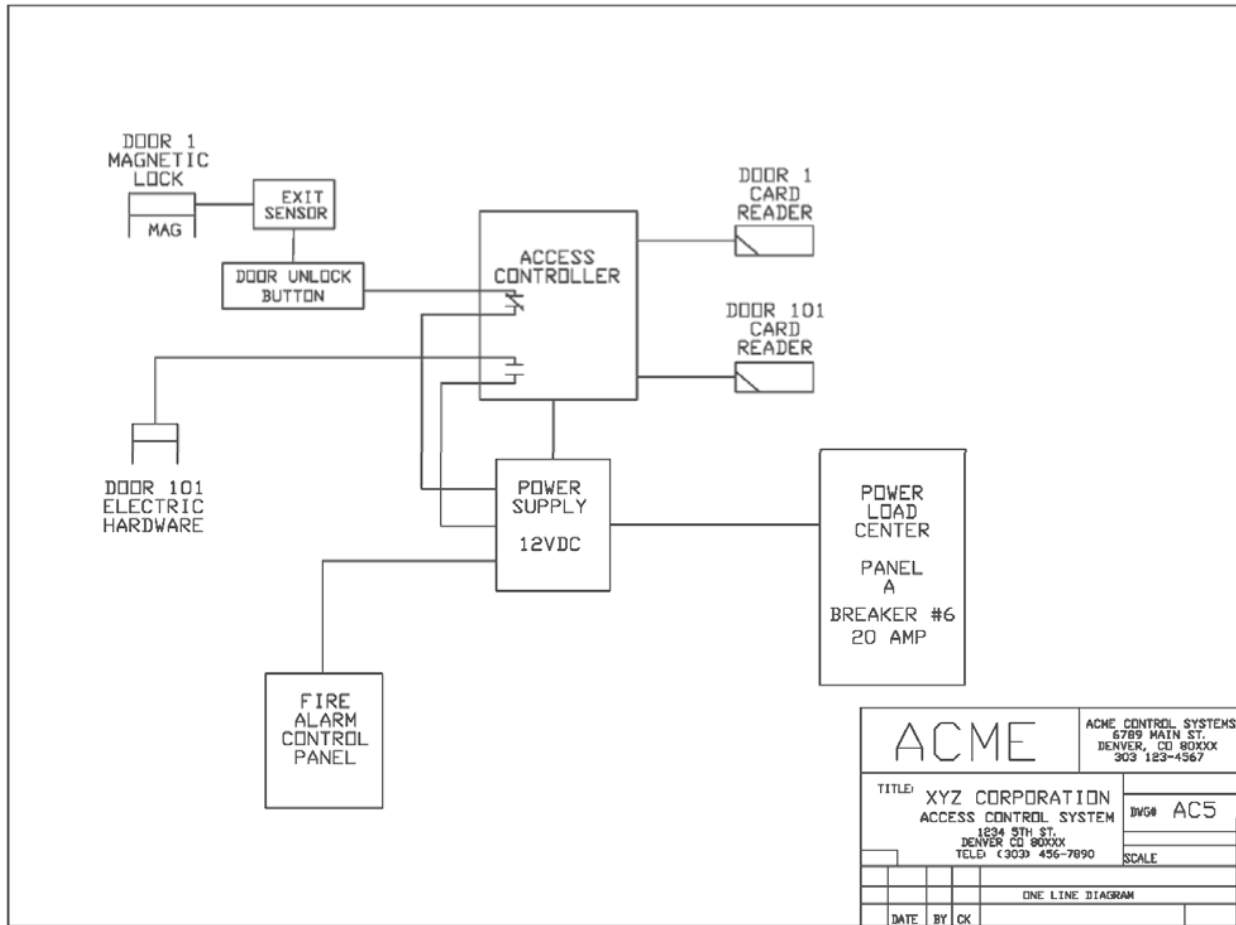 DOOR 1
MAGNETIC
LOCK
MAG
EXIT
SENSOR
DOOR UNLOCK
BUTTON
ACCESS
CONTROLLER
DOOR 1
CARD
READER
DOOR 101
CARD
READER
DOOR 101
ELECTRIC
HARDWARE
POWER
SUPPLY
12VDC
POWER
LOAD
CENTER
PANEL
A
BREAKER #6
20 AMP
FIRE
ALARM
CONTROL
PANEL
ACME
ACME CONTROL SYSTEMS
6789 MAIN ST.
DENVER, CO 80XXX
303 123-4567
TITLE:
XYZ CORPORATION
ACCESS CONTROL SYSTEM
1234 5TH ST.
DENVER CO 80XXX
TELE: (303) 456-7890
DWG# AC5
SCALE
ONE LINE DIAGRAM
DATE BY CK